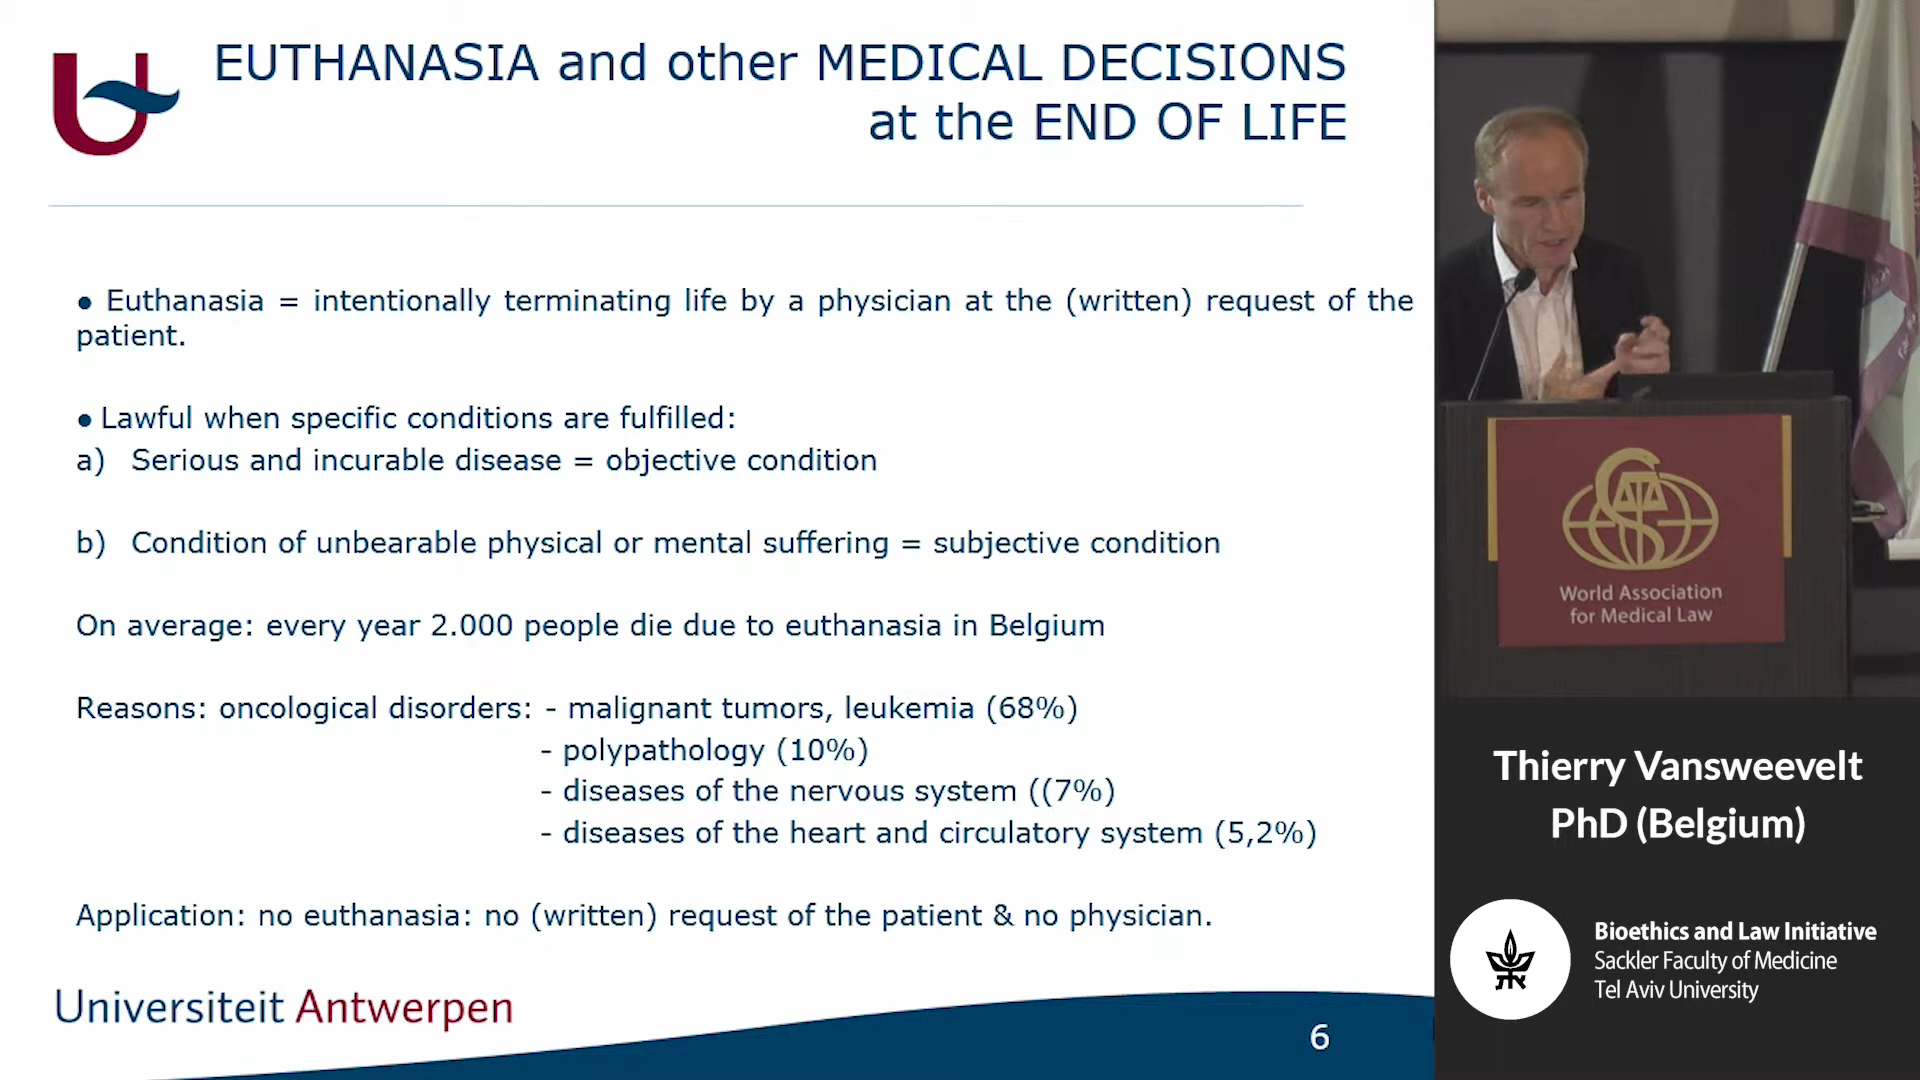 EUTHANASIA and other MEDICAL DECISIONS
at the END OF LIFE
● Euthanasia = intentionally terminating life by a physician at the (written) request of the
patient.
● Lawful when specific conditions are fulfilled:
a) Serious and incurable disease = objective condition
b) Condition of unbearable physical or mental suffering = subjective condition
On average: every year 2.000 people die due to euthanasia in Belgium
Reasons: oncological disorders: - malignant tumors, leukemia (68%)
- polypathology (10%)
- diseases of the nervous system ((7%)
- diseases of the heart and circulatory system (5,2%)
Application: no euthanasia: no (written) request of the patient & no physician.
Universiteit Antwerpen
6
World Association
for Medical Law
Thierry Vansweevelt
PhD (Belgium)
Bioethics and Law Initiative
Sackler Faculty of Medicine
Tel Aviv University